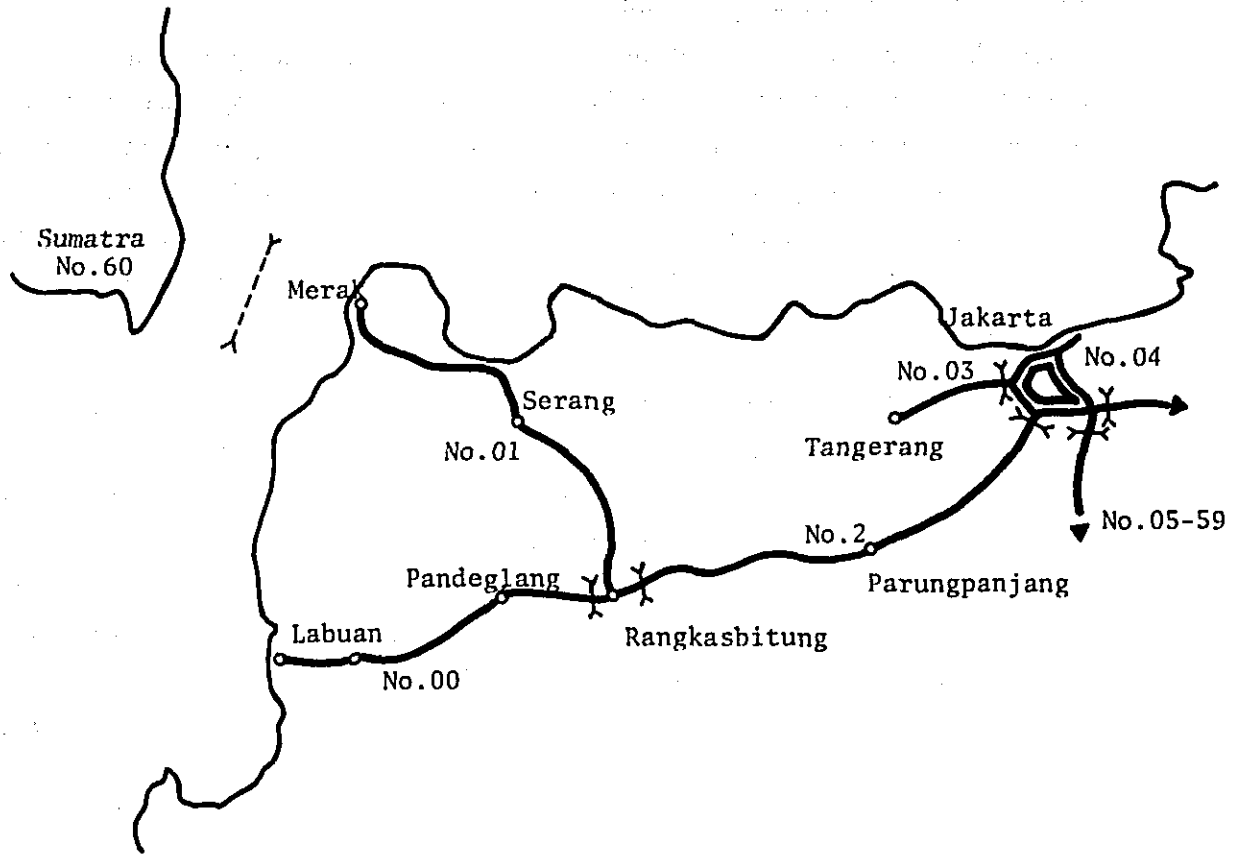 Sumatra
No.60
Merak
Jakarta
No.03
No.04
Serang
Tangerang
No.01
No.2
No.05-59
Pandeglang
Parungpanjang
Labuan
Rangkasbitung
No.00